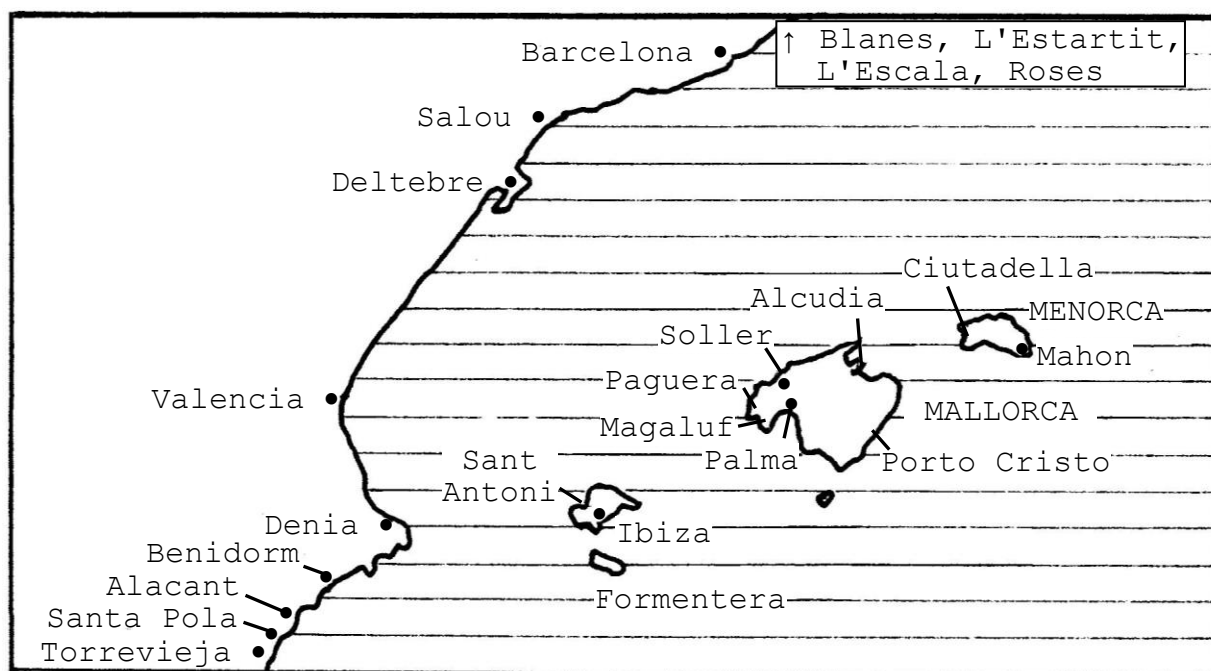 ↑ Blanes, L'Estartit,
L'Escala, Roses
Barcelona
Salou
Deltebre
Ciutadella
Alcudia
MENORCA
Soller
Mahon
Paguera
Valencia
MALLORCA
Magaluf
Palma
Porto Cristo
Sant
Antoni
Denia
Ibiza
Benidorm
Alacant
Formentera
Santa Pola
Torrevieja